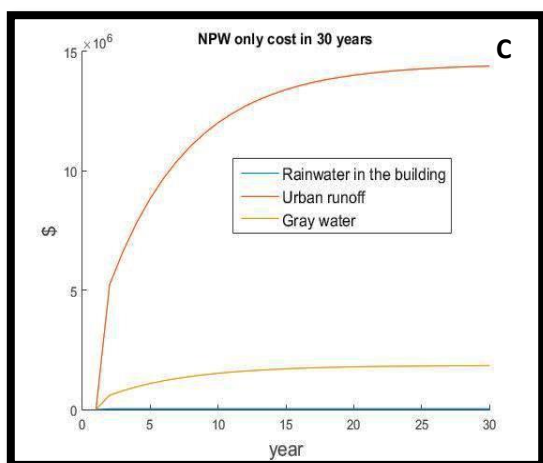 NPW only cost in 30 years
C
×10⁶
15
10
5
0
$
Rainwater in the building
Urban runoff
Gray water
0 5 10 15 20 25 30
year